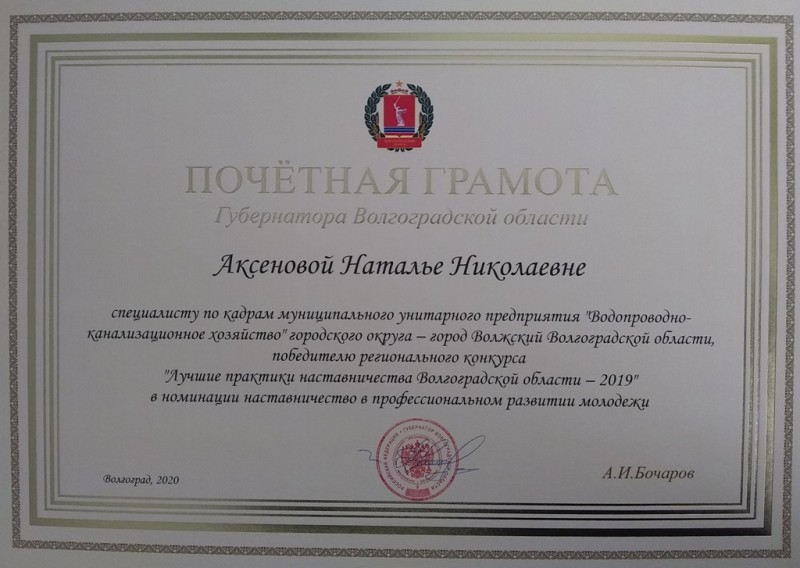 ПОЧЁТНАЯ ГРАМОТА
Губернатора Волгоградской области
Аксеновой Наталье Николаевне
специалисту по кадрам муниципального унитарного предприятия "Водопроводно-
канализационное хозяйство" городского округа – город Волжский Волгоградской области,
победителю регионального конкурса
"Лучшие практики наставничества Волгоградской области – 2019"
в номинации наставничество в профессиональном развитии молодежи
Волгоград, 2020
А.И.Бочаров